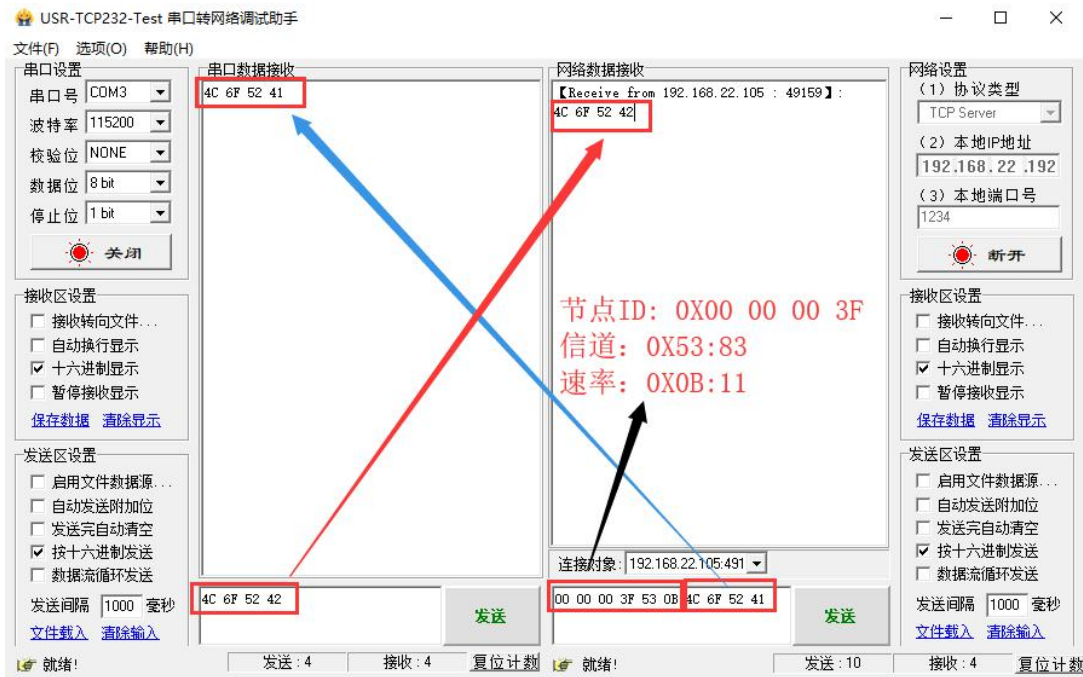 USR-TCP232-Test 串口转网络调试助手
文件(F) 选项(O) 帮助(H)
串口设置
串口号 COM3
波特率 115200
校验位 NONE
数据位 8 bit
停止位 1 bit
关闭
接收区设置
接收转向文件...
自动换行显示
十六进制显示
暂停接收显示
保存数据 清除显示
发送区设置
启用文件数据源...
自动发送附加位
发送完自动清空
按十六进制发送
数据流循环发送
发送间隔 1000 毫秒
文件载入 清除输入
串口数据接收
4C 6F 52 41
4C 6F 52 42
发送
网络数据接收
【Receive from 192.168.22.105 : 49159】:
4C 6F 52 42
节点ID: 0X00 00 00 3F
信道: 0X53:83
速率: 0X0B:11
连接对象: 192.168.22.105:491
00 00 00 3F 53 0B 4C 6F 52 41
发送
网络设置
(1) 协议类型
TCP Server
(2) 本地IP地址
192.168.22.192
(3) 本地端口号
1234
断开
接收区设置
接收转向文件...
自动换行显示
十六进制显示
暂停接收显示
保存数据 清除显示
发送区设置
启用文件数据源...
自动发送附加位
发送完自动清空
按十六进制发送
数据流循环发送
发送间隔 1000 毫秒
文件载入 清除输入
就绪! 发送:4 接收:4 复位计数
就绪! 发送:10 接收:4 复位计数